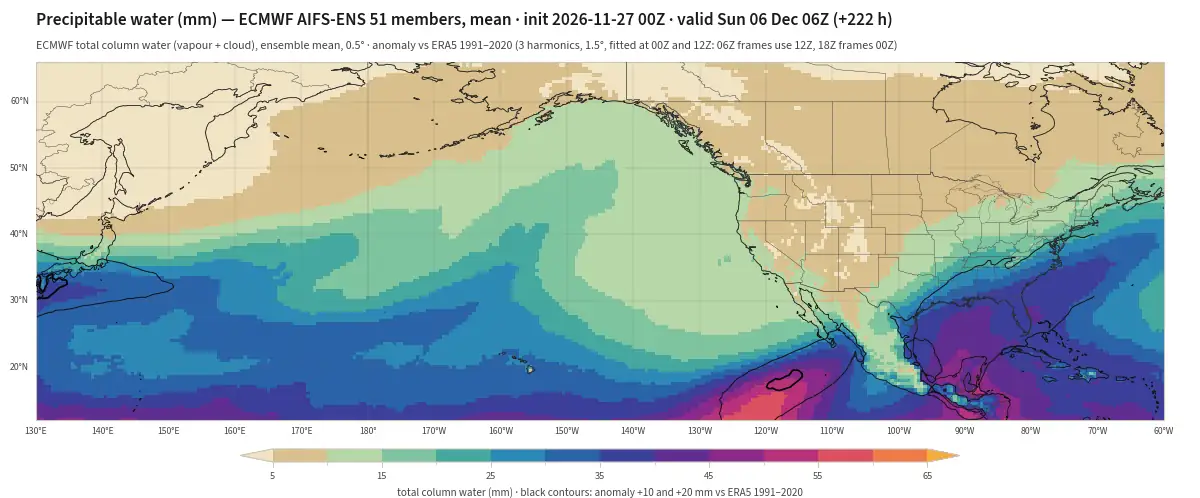 Precipitable water (mm) — ECMWF AIFS-ENS 51 members, mean · init 2026-11-27 00Z · valid Sun 06 Dec 06Z (+222 h)
ECMWF total column water (vapour + cloud), ensemble mean, 0.5° · anomaly vs ERA5 1991–2020 (3 harmonics, 1.5°, fitted at 00Z and 12Z: 06Z frames use 12Z, 18Z frames 00Z)
60°N
50°N
40°N
30°N
20°N
130°E 140°E 150°E 160°E 170°E 180° 170°W 160°W 150°W 140°W 130°W 120°W 110°W 100°W 90°W 80°W 70°W 60°W
5 15 25 35 45 55 65
total column water (mm) · black contours: anomaly +10 and +20 mm vs ERA5 1991–2020